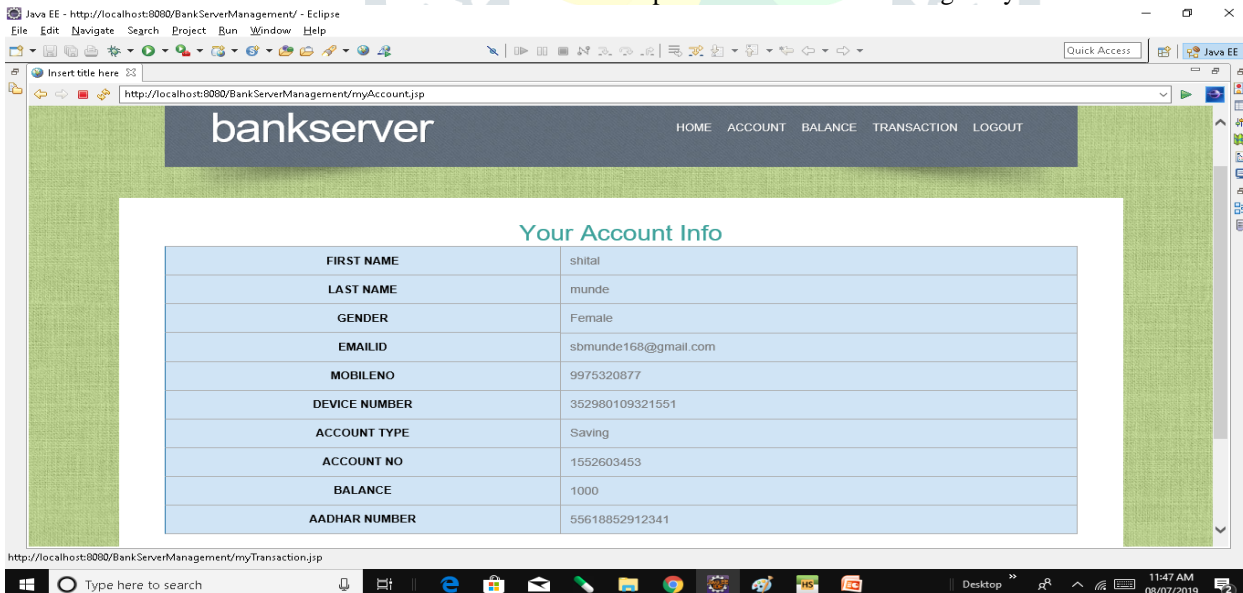 Java EE - http://localhost:8080/BankServerManagement/ - Eclipse
File Edit Navigate Search Project Run Window Help
Quick Access
Java EE
Insert title here
http://localhost:8080/BankServerManagement/myAccount.jsp
bankserver
HOME ACCOUNT BALANCE TRANSACTION LOGOUT
Your Account Info
FIRST NAME shital
LAST NAME munde
GENDER Female
EMAILID sbmunde168@gmail.com
MOBILENO 9975320877
DEVICE NUMBER 352980109321551
ACCOUNT TYPE Saving
ACCOUNT NO 1552603453
BALANCE 1000
AADHAR NUMBER 55618852912341
http://localhost:8080/BankServerManagement/myTransaction.jsp
Type here to search
HS
Desktop
11:47 AM
08/07/2019